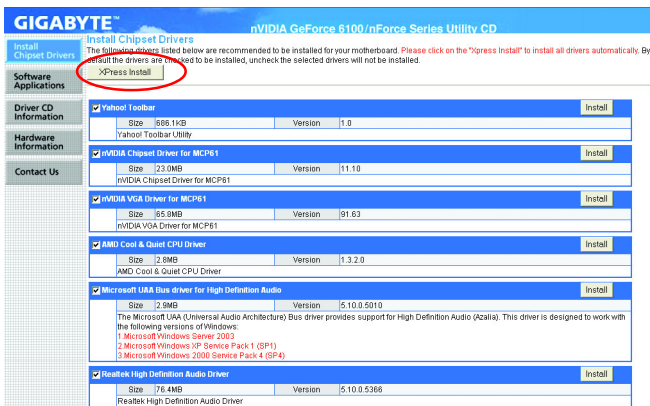 GIGABYTE™
nVIDIA GeForce 6100/nForce Series Utility CD
Install
Chipset Drivers
Software
Applications
Driver CD
Information
Hardware
Information
Contact Us
Install Chipset Drivers
The following drivers listed below are recommended to be installed for your motherboard. Please click on the "Xpress Install" to install all drivers automatically. By
default the drivers are checked to be installed, uncheck the selected drivers will not be installed.
XPress Install
Yahoo! Toolbar Install
Size 686.1KB Version 1.0
Yahoo! Toolbar Utility
nVIDIA Chipset Driver for MCP61 Install
Size 23.0MB Version 11.10
nVIDIA Chipset Driver for MCP61
nVIDIA VGA Driver for MCP61 Install
Size 65.8MB Version 91.63
nVIDIA VGA Driver for MCP61
AMD Cool & Quiet CPU Driver Install
Size 2.8MB Version 1.3.2.0
AMD Cool & Quiet CPU Driver
Microsoft UAA Bus driver for High Definition Audio Install
Size 2.9MB Version 5.10.0.5010
The Microsoft UAA (Universal Audio Architecture) Bus driver provides support for High Definition Audio (Azalia). This driver is designed to work with
the following versions of Windows:
1.Microsoft Windows Server 2003
2.Microsoft Windows XP Service Pack 1 (SP1)
3.Microsoft Windows 2000 Service Pack 4 (SP4)
Realtek High Definition Audio Driver Install
Size 76.4MB Version 5.10.0.5366
Realtek High Definition Audio Driver